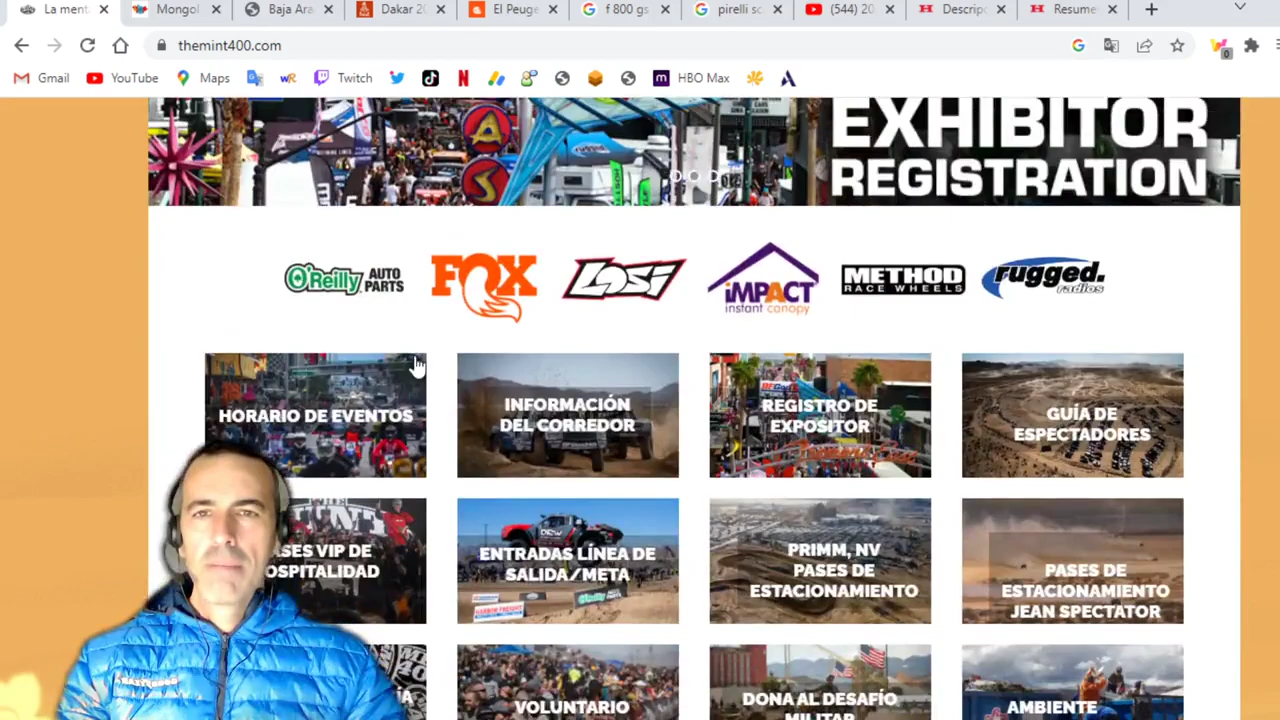 La ment
Mongol
Baja Ara
Dakar 20
El Peuge
f 800 gs
pirelli sc
(544) 20
Descrip
Resume
themint400.com
0
Gmail
YouTube
Maps
Twitch
HBO Max
EXHIBITOR
REGISTRATION
A
S
O'Reilly AUTO PARTS
FOX
LOSI
iMPACT
instant canopy
METHOD
RACE WHEELS
rugged
radios
HORARIO DE EVENTOS
INFORMACIÓN
DEL CORREDOR
REGISTRO DE
EXPOSITOR
GUÍA DE
ESPECTADORES
ASES VIP DE
OSPITALIDAD
ENTRADAS LÍNEA DE
SALIDA/META
PRIMM, NV
PASES DE
ESTACIONAMIENTO
PASES DE
ESTACIONAMIENTO
JEAN SPECTATOR
VOLUNTARIO
DONA AL DESAFÍO
MILITAR
AMBIENTE